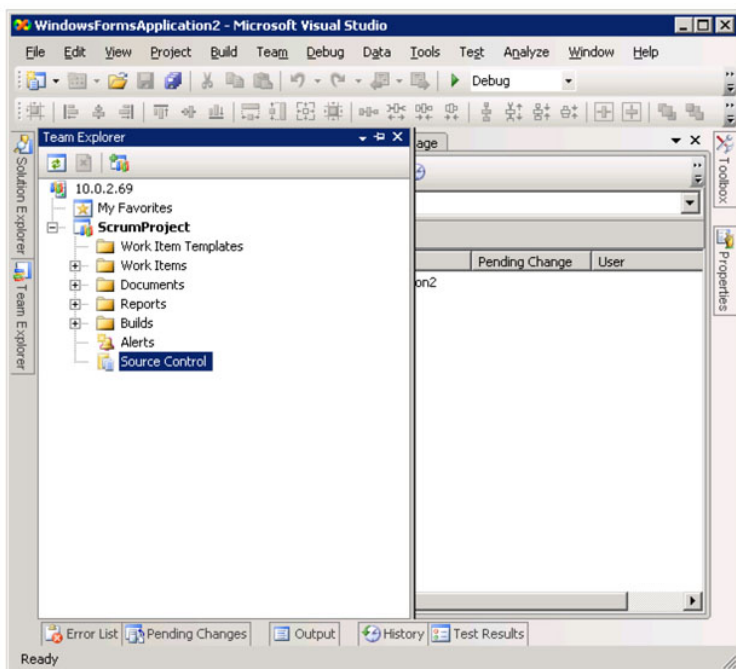 WindowsFormsApplication2 - Microsoft Visual Studio
File Edit View Project Build Team Debug Data Tools Test Analyze Window Help
Debug
Team Explorer
age
Solution Explorer
Team Explorer
10.0.2.69
My Favorites
ScrumProject
Work Item Templates
Work Items
Documents
Reports
Builds
Alerts
Source Control
Pending Change User
on2
Toolbox
Properties
Error List Pending Changes Output History Test Results
Ready